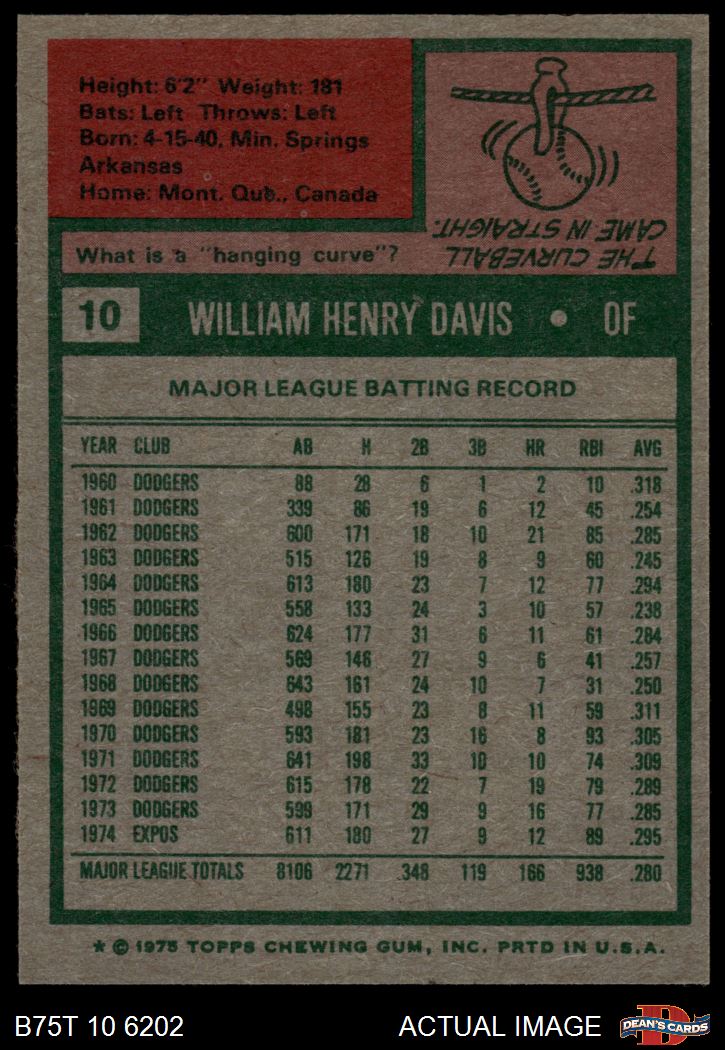 Height: 6'2" Weight: 181
Bats: Left Throws: Left
Born: 4-15-40, Min. Springs
Arkansas
Home: Mont. Qub., Canada
What is a "hanging curve"?
THE CURVEBALL
CAME IN STRAIGHT.
10 WILLIAM HENRY DAVIS • OF
MAJOR LEAGUE BATTING RECORD
YEAR CLUB AB H 2B 3B HR RBI AVG
1960 DODGERS 88 28 6 1 2 10 .318
1961 DODGERS 339 86 19 6 12 45 .254
1962 DODGERS 600 171 18 10 21 85 .285
1963 DODGERS 515 126 19 8 9 60 .245
1964 DODGERS 613 180 23 7 12 77 .294
1965 DODGERS 558 133 24 3 10 57 .238
1966 DODGERS 624 177 31 6 11 61 .284
1967 DODGERS 569 146 27 9 6 41 .257
1968 DODGERS 643 161 24 10 7 31 .250
1969 DODGERS 498 155 23 8 11 59 .311
1970 DODGERS 593 181 23 16 8 93 .305
1971 DODGERS 641 198 33 10 10 74 .309
1972 DODGERS 615 178 22 7 19 79 .289
1973 DODGERS 599 171 29 9 16 77 .285
1974 EXPOS 611 180 27 9 12 89 .295
MAJOR LEAGUE TOTALS 8106 2271 348 119 166 938 .280
* © 1975 TOPPS CHEWING GUM, INC. PRTD IN U.S.A.
B75T 10 6202 ACTUAL IMAGE DEAN'S CARDS